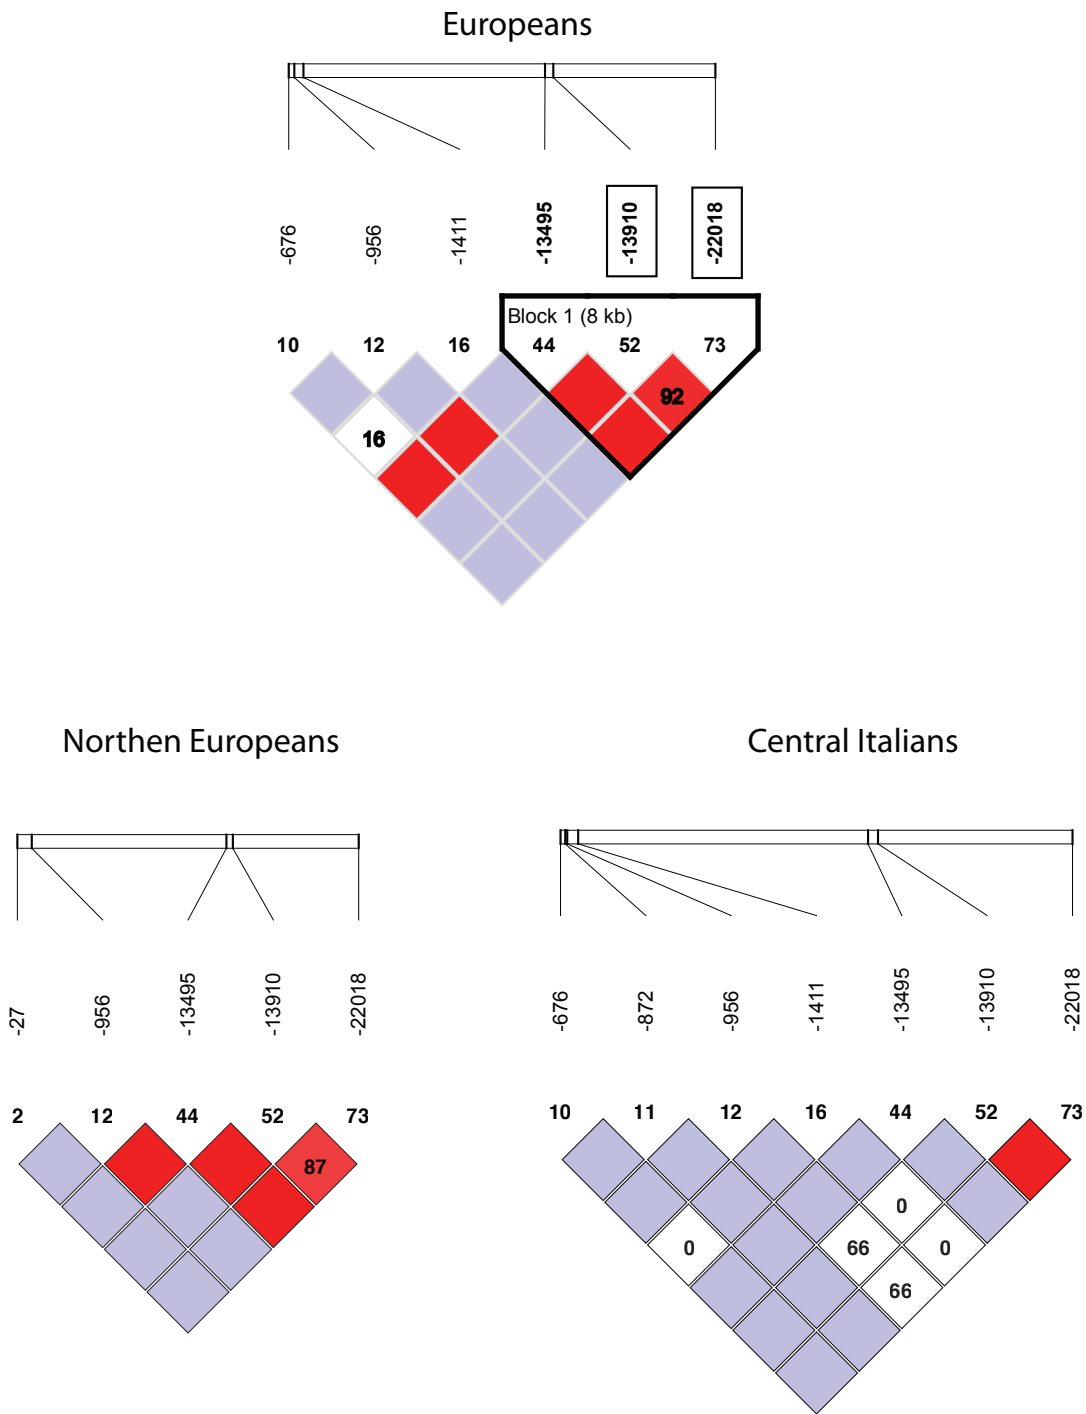 Europeans
-676
-956
-1411
-13495
-13910
-22018
Block 1 (8 kb)
10 12 16 44 52 73
92
16
Northen Europeans
-27
-956
-13495
-13910
-22018
2 12 44 52 73
87
Central Italians
-676
-872
-956
-1411
-13495
-13910
-22018
10 11 12 16 44 52 73
0
0 66 0
66